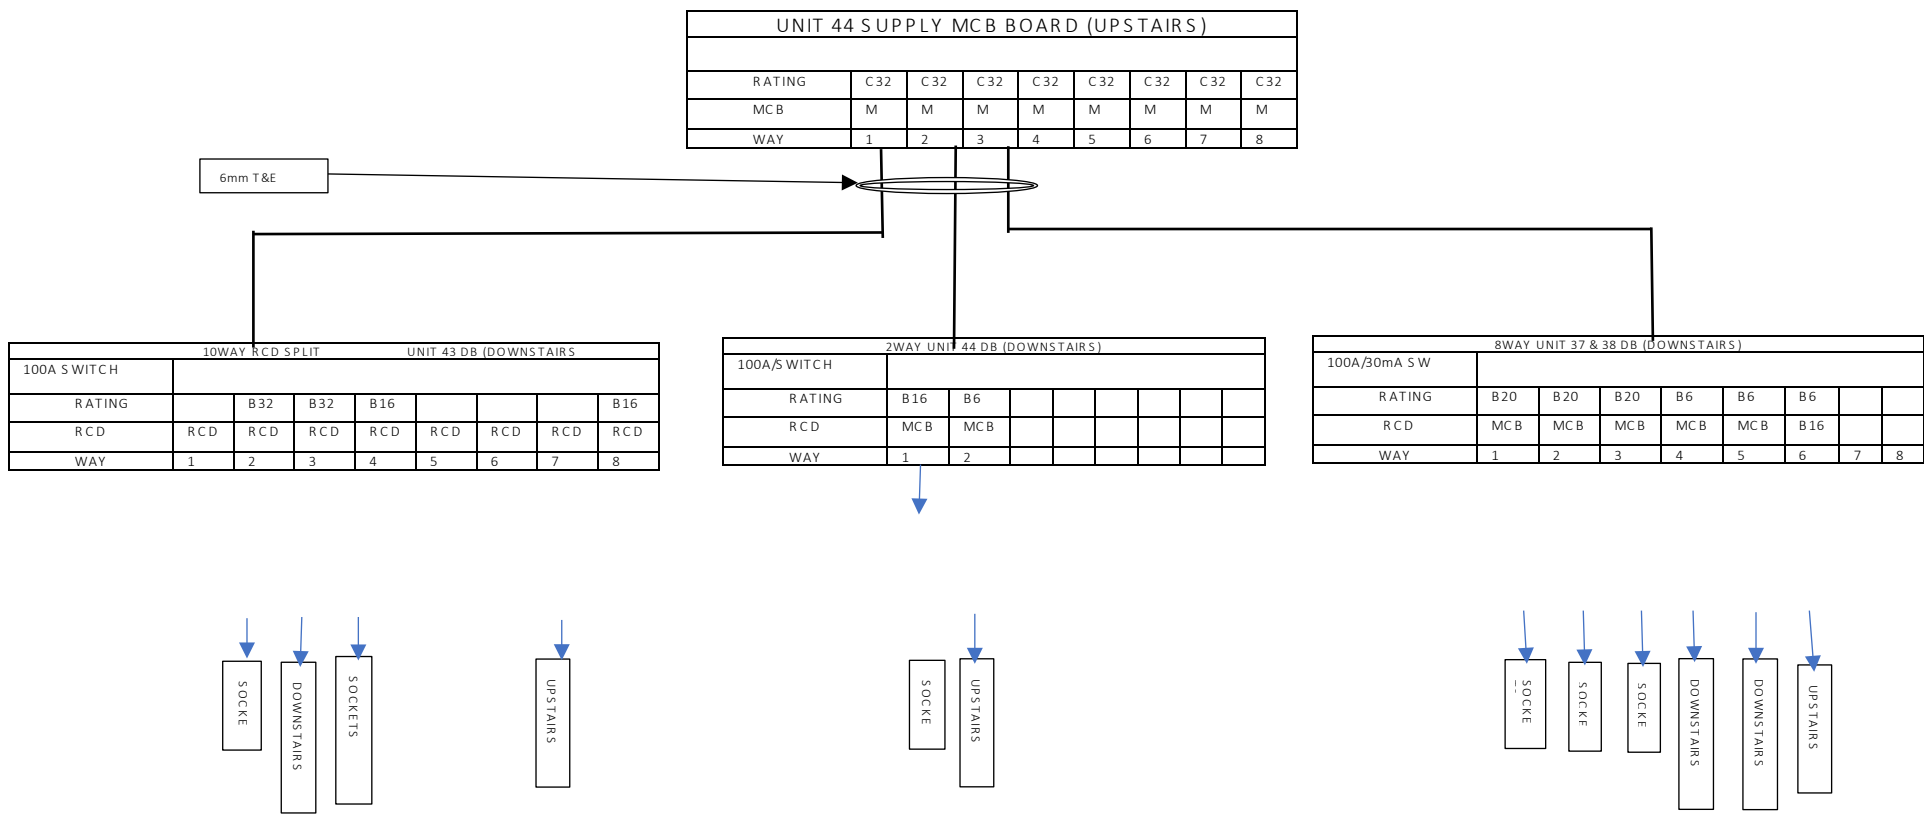 UNIT 44 SUPPLY MCB BOARD (UPSTAIRS)
RATING C32 C32 C32 C32 C32 C32 C32 C32
MCB M M M M M M M M
WAY 1 2 3 4 5 6 7 8
6mm T&E
10WAY RCD SPLIT UNIT 43 DB (DOWNSTAIRS
100A SWITCH
RATING B32 B32 B16 B16
RCD RCD RCD RCD RCD RCD RCD RCD RCD
WAY 1 2 3 4 5 6 7 8
2WAY UNIT 44 DB (DOWNSTAIRS)
100A/SWITCH
RATING B16 B6
RCD MCB MCB
WAY 1 2
8WAY UNIT 37 & 38 DB (DOWNSTAIRS)
100A/30mA SW
RATING B20 B20 B20 B6 B6 B6
RCD MCB MCB MCB MCB MCB B16
WAY 1 2 3 4 5 6 7 8
SOCKE
DOWNSTAIRS
SOCKETS
UPSTAIRS
SOCKE
UPSTAIRS
SOCKE
SOCKE
SOCKE
DOWNSTAIRS
DOWNSTAIRS
UPSTAIRS